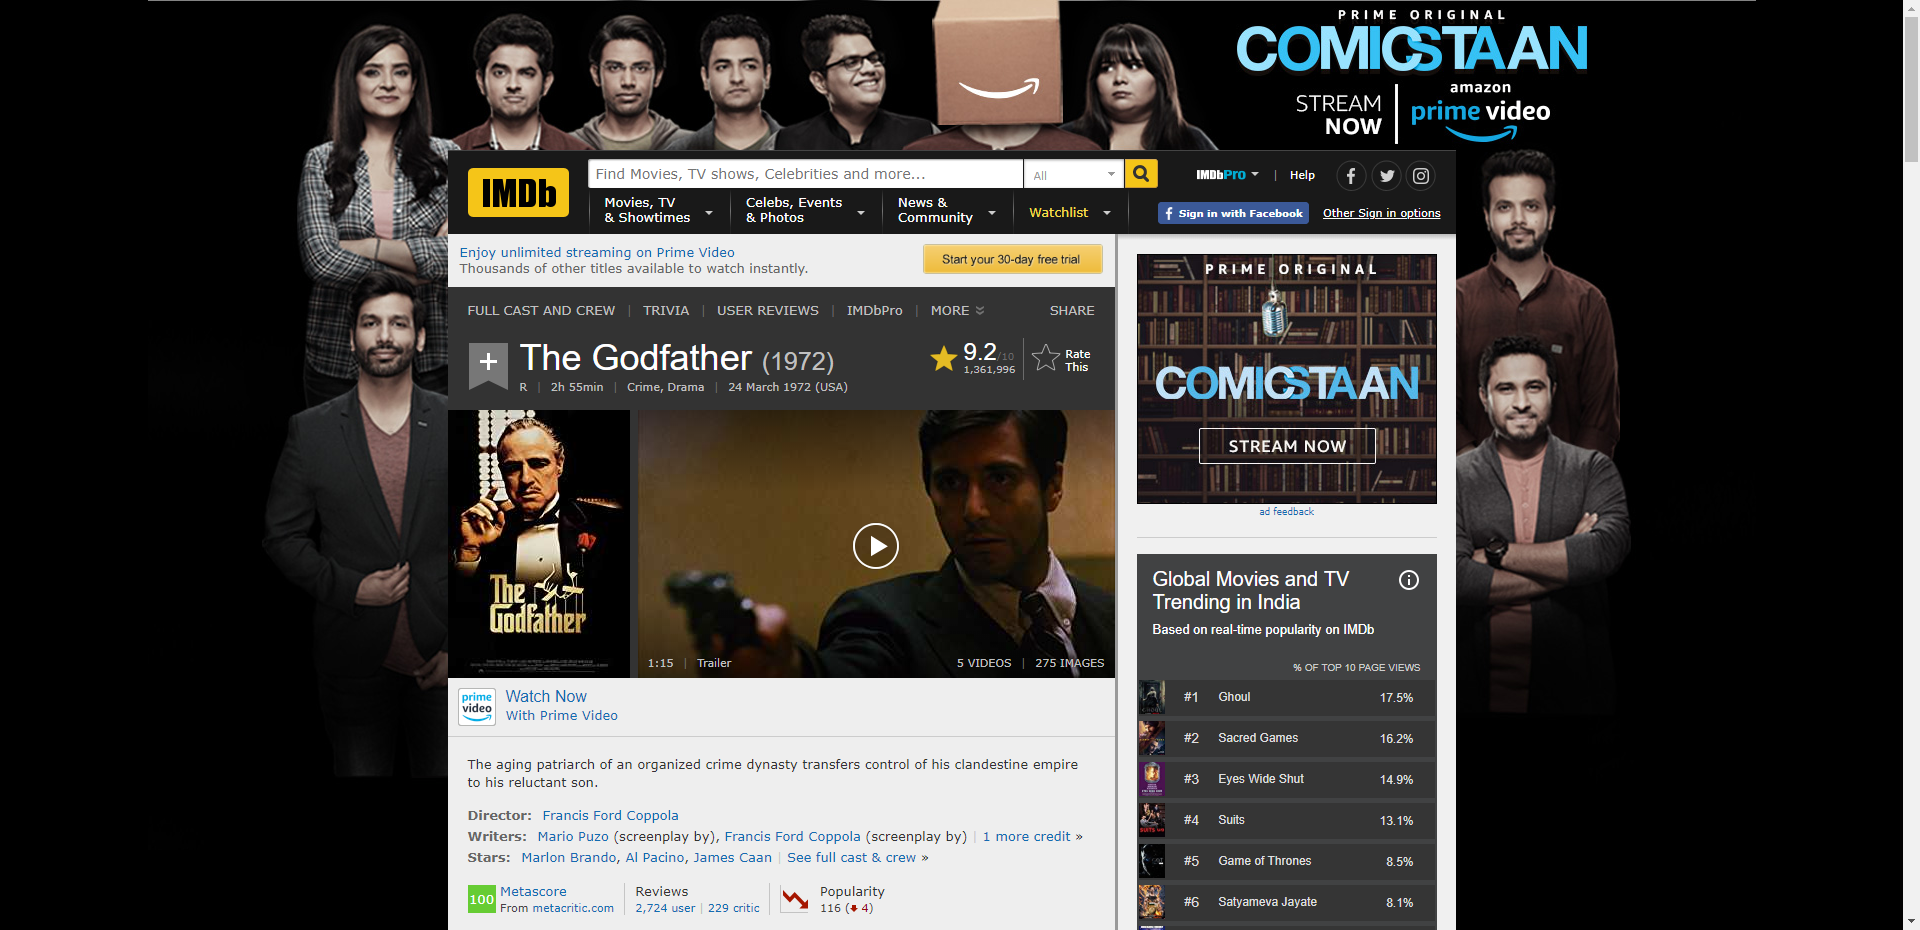 PRIME ORIGINAL
COMICSTAAN
STREAM NOW
amazon
prime video
IMDb
Find Movies, TV shows, Celebrities and more...
All
IMDbPro
|
Help
Movies, TV
& Showtimes
Celebs, Events
& Photos
News &
Community
Watchlist
f Sign in with Facebook
Other Sign in options
Enjoy unlimited streaming on Prime Video
Thousands of other titles available to watch instantly.
Start your 30-day free trial
FULL CAST AND CREW | TRIVIA | USER REVIEWS | IMDbPro | MORE
SHARE
+
The Godfather (1972)
9.2/10
1,361,996
Rate
This
R | 2h 55min | Crime, Drama | 24 March 1972 (USA)
The
Godfather
1:15 | Trailer
5 VIDEOS | 275 IMAGES
prime
video
Watch Now
With Prime Video
The aging patriarch of an organized crime dynasty transfers control of his clandestine empire
to his reluctant son.
Director: Francis Ford Coppola
Writers: Mario Puzo (screenplay by), Francis Ford Coppola (screenplay by) | 1 more credit »
Stars: Marlon Brando, Al Pacino, James Caan | See full cast & crew »
100
Metascore
From metacritic.com
Reviews
2,724 user | 229 critic
Popularity
116 (4)
PRIME ORIGINAL
COMICSTAAN
STREAM NOW
ad feedback
Global Movies and TV
Trending in India
Based on real-time popularity on IMDb
% OF TOP 10 PAGE VIEWS
#1 Ghoul 17.5%
#2 Sacred Games 16.2%
#3 Eyes Wide Shut 14.9%
#4 Suits 13.1%
#5 Game of Thrones 8.5%
#6 Satyameva Jayate 8.1%